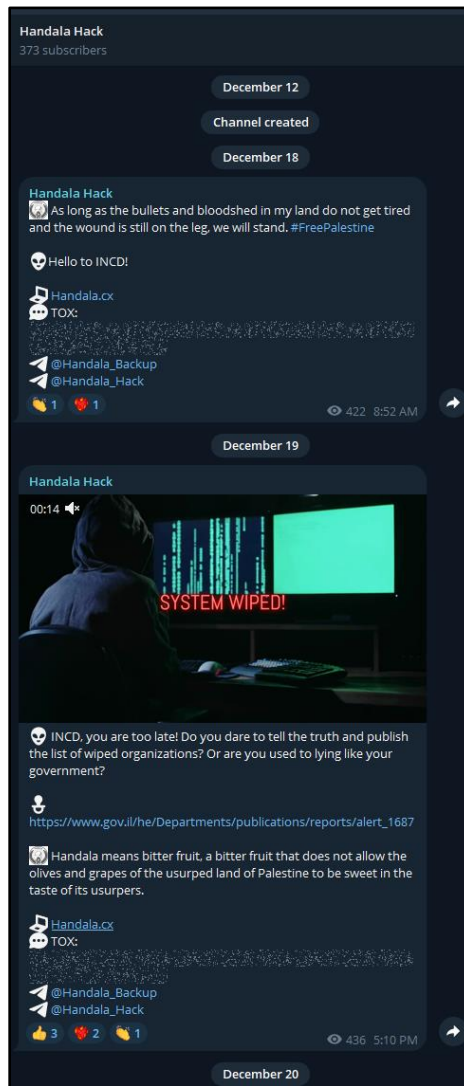 Handala Hack
373 subscribers
December 12
Channel created
December 18
Handala Hack
As long as the bullets and bloodshed in my land do not get tired
and the wound is still on the leg, we will stand. #FreePalestine
Hello to INCD!
Handala.cx
TOX:
@Handala_Backup
@Handala_Hack
1 1 422 8:52 AM
December 19
Handala Hack
00:14
SYSTEM WIPED!
INCD, you are too late! Do you dare to tell the truth and publish
the list of wiped organizations? Or are you used to lying like your
government?
https://www.gov.il/he/Departments/publications/reports/alert_1687
Handala means bitter fruit, a bitter fruit that does not allow the
olives and grapes of the usurped land of Palestine to be sweet in the
taste of its usurpers.
Handala.cx
TOX:
@Handala_Backup
@Handala_Hack
3 2 1 436 5:10 PM
December 20